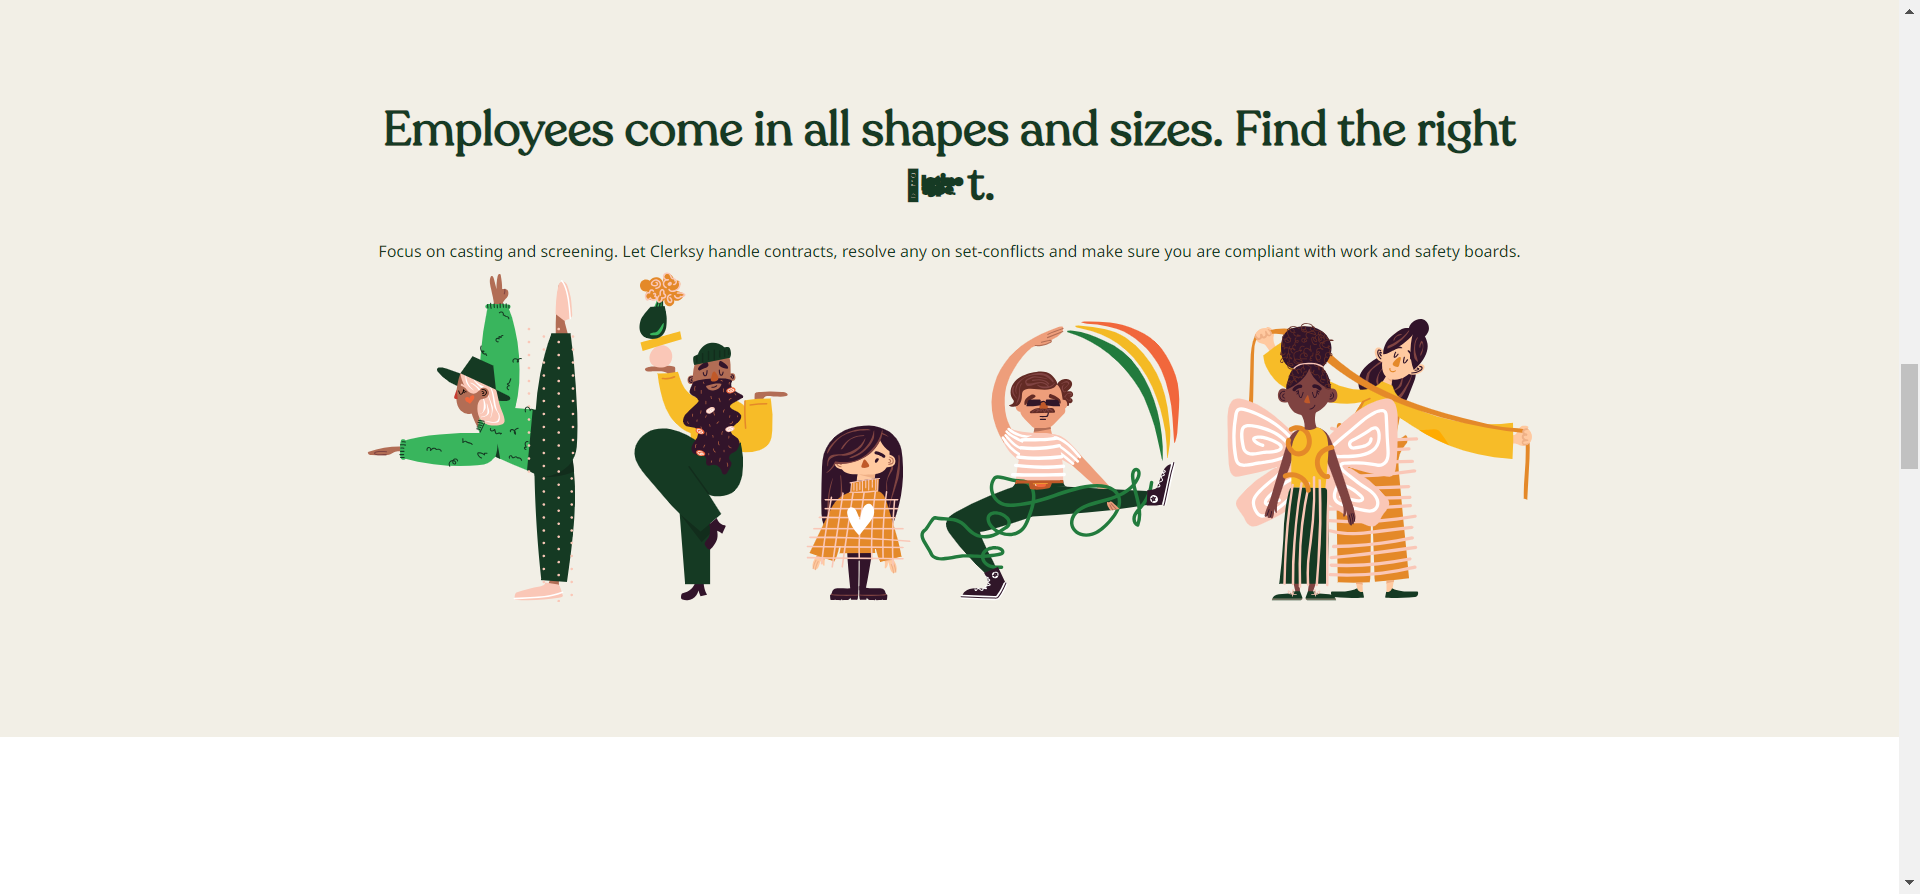 Employees come in all shapes and sizes. Find the right
t.
Focus on casting and screening. Let Clerksy handle contracts, resolve any on set-conflicts and make sure you are compliant with work and safety boards.